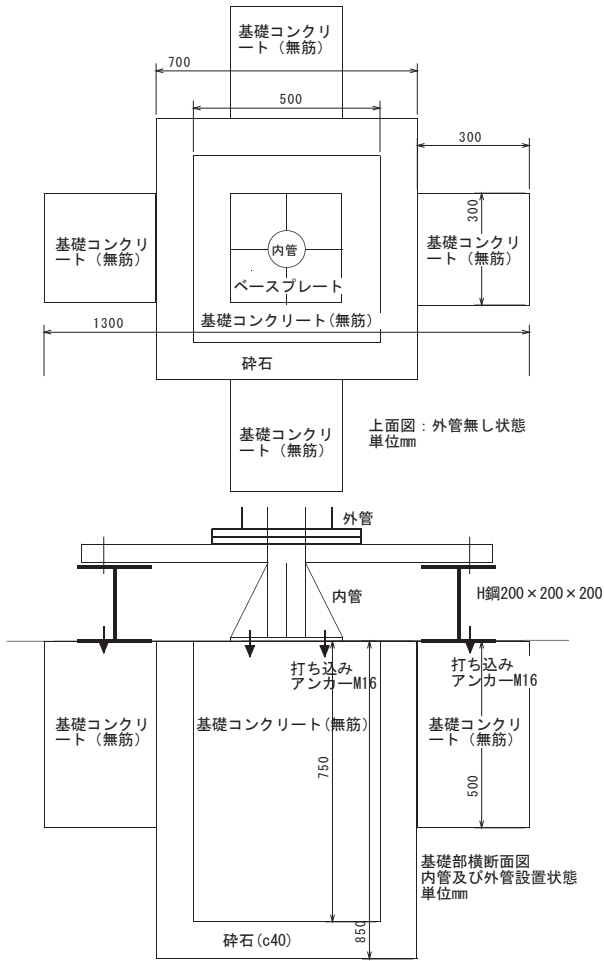 基礎コンクリ
ート（無筋）
700
500
300
基礎コンクリ
ート（無筋）
300
基礎コンクリ
ート（無筋）
内管
ベースプレート
基礎コンクリート(無筋)
1300
砕石
基礎コンクリ
ート（無筋）
上面図：外管無し状態
単位mm
外管
内管
H鋼200×200×200
打ち込み
アンカーM16
打ち込み
アンカーM16
基礎コンクリ
ート（無筋）
基礎コンクリート(無筋)
基礎コンクリ
ート（無筋）
750
500
基礎部横断面図
内管及び外管設置状態
単位mm
砕石(c40)
850